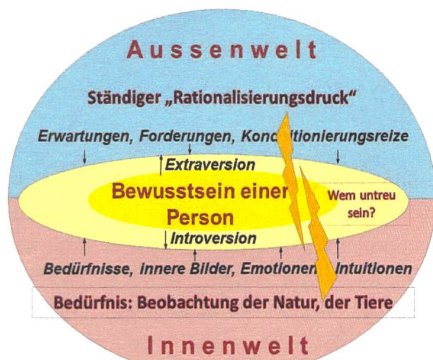 Aussenwelt
Ständiger „Rationalisierungsdruck“
Erwartungen, Forderungen, Konditionierungsreize
Extraversion
Bewusstsein einer
Person
Wem untreu
sein?
Introversion
Bedürfnisse, Innere Bilder, Emotionen, Intuitionen
Bedürfnis: Beobachtung der Natur, der Tiere
Innenwelt